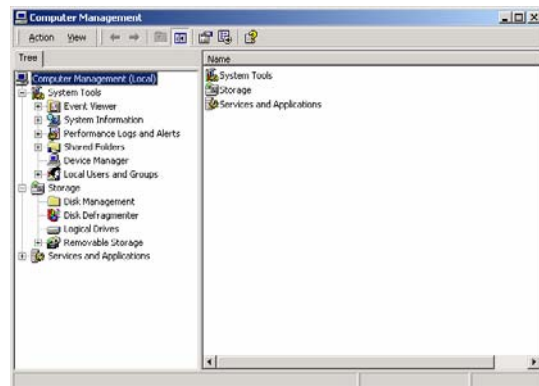 Computer Management
Action View
Tree
Name
Computer Management (Local)
System Tools
Event Viewer
System Information
Performance Logs and Alerts
Shared Folders
Device Manager
Local Users and Groups
Storage
Disk Management
Disk Defragmenter
Logical Drives
Removable Storage
Services and Applications
System Tools
Storage
Services and Applications